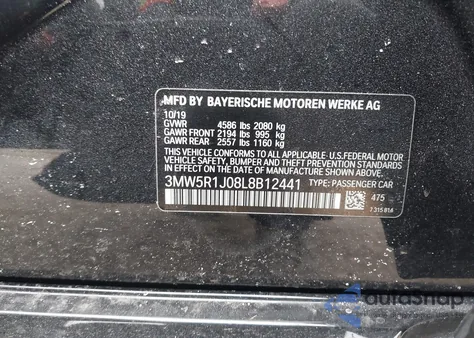 MFD BY BAYERISCHE MOTOREN WERKE AG
10/19
GVWR 4586 lbs 2080 kg
GAWR FRONT 2194 lbs 995 kg
GAWR REAR 2557 lbs 1160 kg
THIS VEHICLE CONFORMS TO ALL APPLICABLE U.S. FEDERAL MOTOR
VEHICLE SAFETY, BUMPER, AND THEFT PREVENTION STANDARDS
IN EFFECT ON THE DATE OF MANUFACTURE SHOWN ABOVE.
3MW5R1J08L8B12441 TYPE: PASSENGER CAR
475
7 315 814
AuraSnap